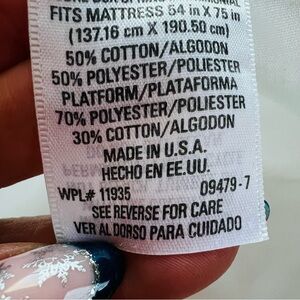 FITS MATTRESS 54 in X 75 in
(137.16 cm X 190.50 cm)
50% COTTON/ALGODON
50% POLYESTER/POLIESTER
PLATFORM/PLATAFORMA
70% POLYESTER/POLIESTER
30% COTTON/ALGODON
MADE IN U.S.A.
HECHO EN EE.UU.
WPL# 11935 09479-7
SEE REVERSE FOR CARE
VER AL DORSO PARA CUIDADO